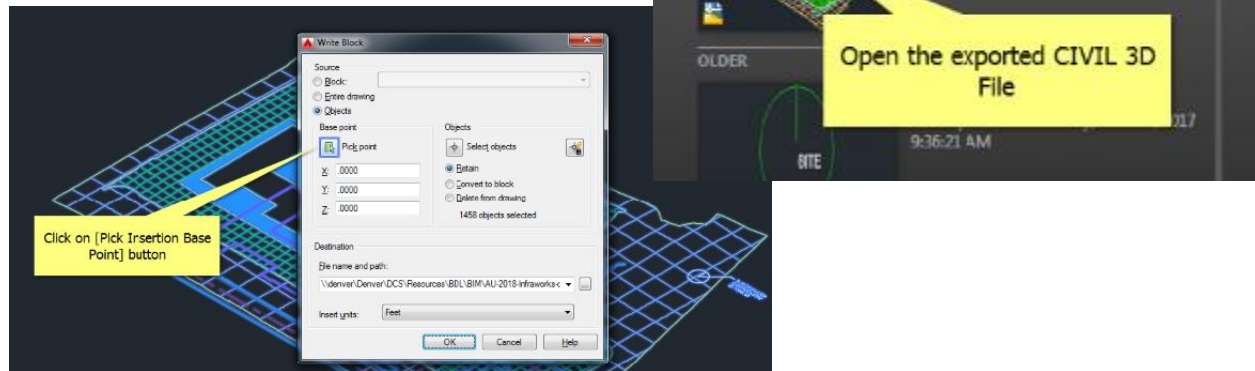 Write Block
Source
Block:
Entire drawing
Objects
Base point
Pick point
X: .0000
Y: .0000
Z: .0000
Objects
Select objects
Retain
Convert to block
Delete from drawing
1458 objects selected
Destination
File name and path:
\\denver\Denver\DCS\Resources\BDL\BIM\AU-2018-Infraworks<
Insert units: Feet
OK Cancel Help
Click on [Pick Insertion Base
Point] button
OLDER
Open the exported CIVIL 3D
File
BITE
017
9:36:21 AM